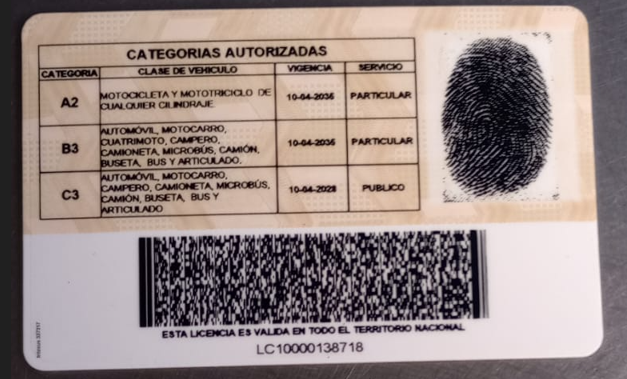 CATEGORIAS AUTORIZADAS
CATEGORIA CLASE DE VEHICULO VIGENCIA SERVICIO
A2 MOTOCICLETA Y MOTOTRICICLO DE CUALQUIER CILINDRAJE 10-04-2035 PARTICULAR
B3 AUTOMÓVIL, MOTOCARRO, CUATRIMOTO, CAMPERO, CAMIONETA, MICROBÚS, CAMIÓN, BUSETA, BUS Y ARTICULADO. 10-04-2035 PARTICULAR
C3 AUTOMÓVIL, MOTOCARRO, CAMPERO, CAMIONETA, MICROBÚS, CAMIÓN, BUSETA, BUS Y ARTICULADO 10-04-2028 PUBLICO
ESTA LICENCIA ES VALIDA EN TODO EL TERRITORIO NACIONAL
LC10000138718